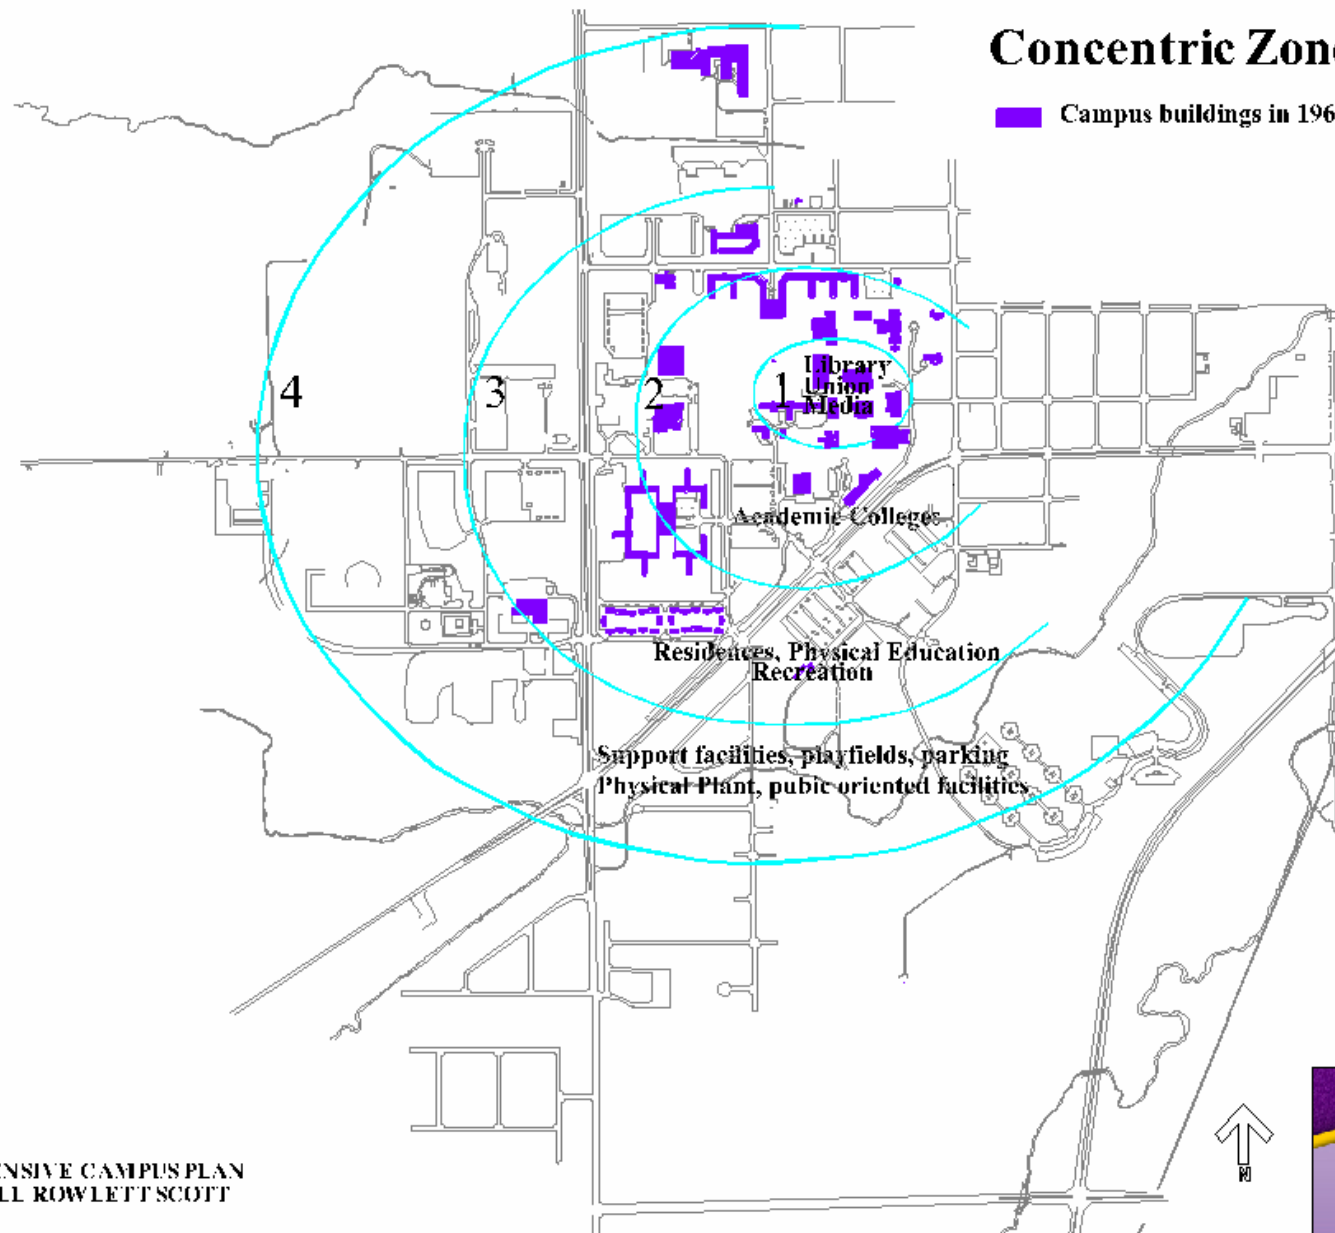 Concentric Zon
Campus buildings in 196
4
3
2
1
Library
Union
Media
Academic Colleges
Residences, Physical Education
Recreation
Support facilities, playfields, parking
Physical Plant, pubic oriented facilities
ENSIVE CAMPUS PLAN
LL ROWLETT SCOTT
N